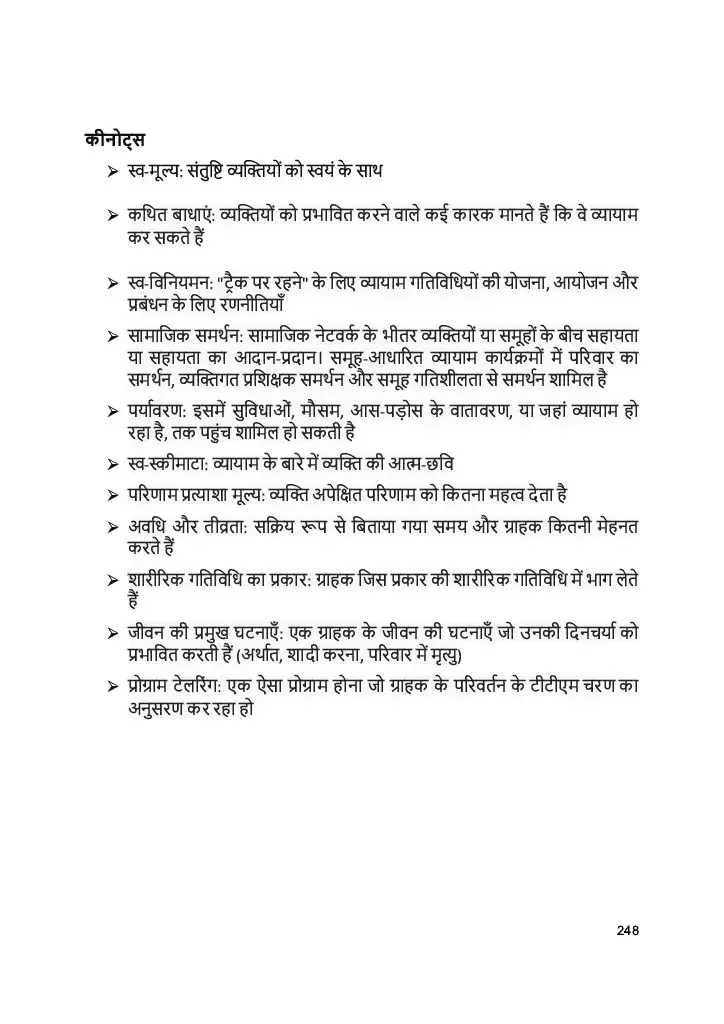 कीनोट्स
➢ स्व-मूल्य: संतुष्टि व्यक्तियों को स्वयं के साथ
➢ कथित बाधाएं: व्यक्तियों को प्रभावित करने वाले कई कारक मानते हैं कि वे व्यायाम
कर सकते हैं
➢ स्व-विनियमन: "ट्रैक पर रहने" के लिए व्यायाम गतिविधियों की योजना, आयोजन और
प्रबंधन के लिए रणनीतियाँ
➢ सामाजिक समर्थन: सामाजिक नेटवर्क के भीतर व्यक्तियों या समूहों के बीच सहायता
या सहायता का आदान-प्रदान। समूह-आधारित व्यायाम कार्यक्रमों में परिवार का
समर्थन, व्यक्तिगत प्रशिक्षक समर्थन और समूह गतिशीलता से समर्थन शामिल है
➢ पर्यावरण: इसमें सुविधाओं, मौसम, आस-पड़ोस के वातावरण, या जहां व्यायाम हो
रहा है, तक पहुंच शामिल हो सकती है
➢ स्व-स्कीमाटा: व्यायाम के बारे में व्यक्ति की आत्म-छवि
➢ परिणाम प्रत्याशा मूल्य: व्यक्ति अपेक्षित परिणाम को कितना महत्व देता है
➢ अवधि और तीव्रता: सक्रिय रूप से बिताया गया समय और ग्राहक कितनी मेहनत
करते हैं
➢ शारीरिक गतिविधि का प्रकार: ग्राहक जिस प्रकार की शारीरिक गतिविधि में भाग लेते
हैं
➢ जीवन की प्रमुख घटनाएँ: एक ग्राहक के जीवन की घटनाएँ जो उनकी दिनचर्या को
प्रभावित करती हैं (अर्थात, शादी करना, परिवार में मृत्यु)
➢ प्रोग्राम टेलरिंग: एक ऐसा प्रोग्राम होना जो ग्राहक के परिवर्तन के टीटीएम चरण का
अनुसरण कर रहा हो
248